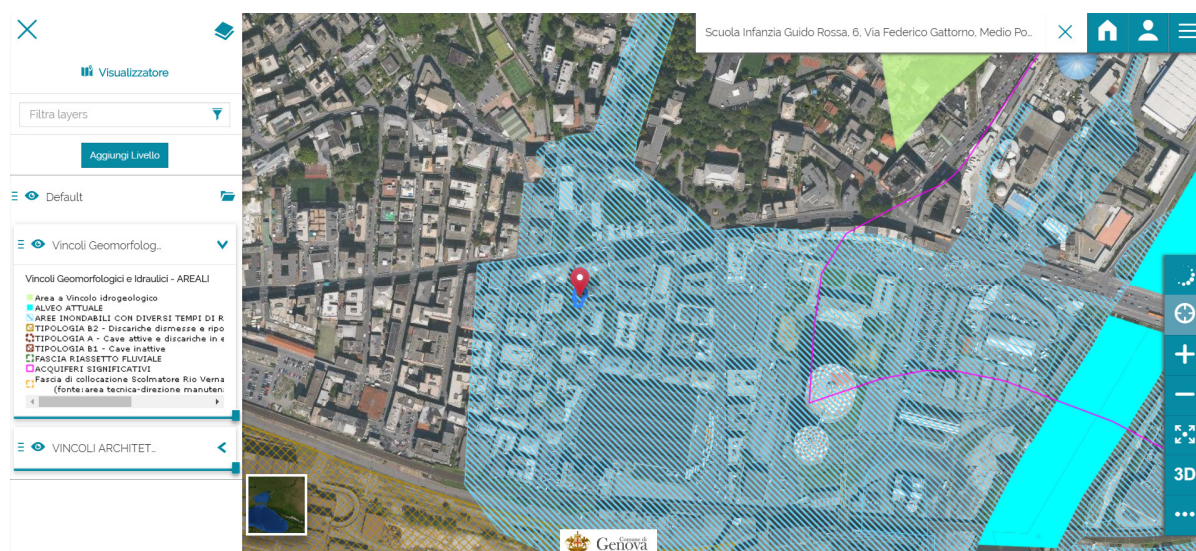 Scuola Infanzia Guido Rossa, 6, Via Federico Gattorno, Medio Po...
Visualizzatore
Filtra layers
Aggiungi Livello
Default
Vincoli Geomorfolog...
Vincoli Geomorfologici e Idraulici - AREALI
Area a Vincolo idrogeologico
ALVEO ATTUALE
AREE INONDABILI CON DIVERSI TEMPI DI R
TIPOLOGIA B2 - Discariche dismesse e ripo
TIPOLOGIA A - Cave attive e discariche in e
TIPOLOGIA B1 - Cave inattive
FASCIA RIASSETTO FLUVIALE
ACQUIFERI SIGNIFICATIVI
Fascia di collocazione Scolmatore Rio Verna
(fonte:area tecnica-direzione manuten
VINCOLI ARCHITET...
3D
Comune di
Genova